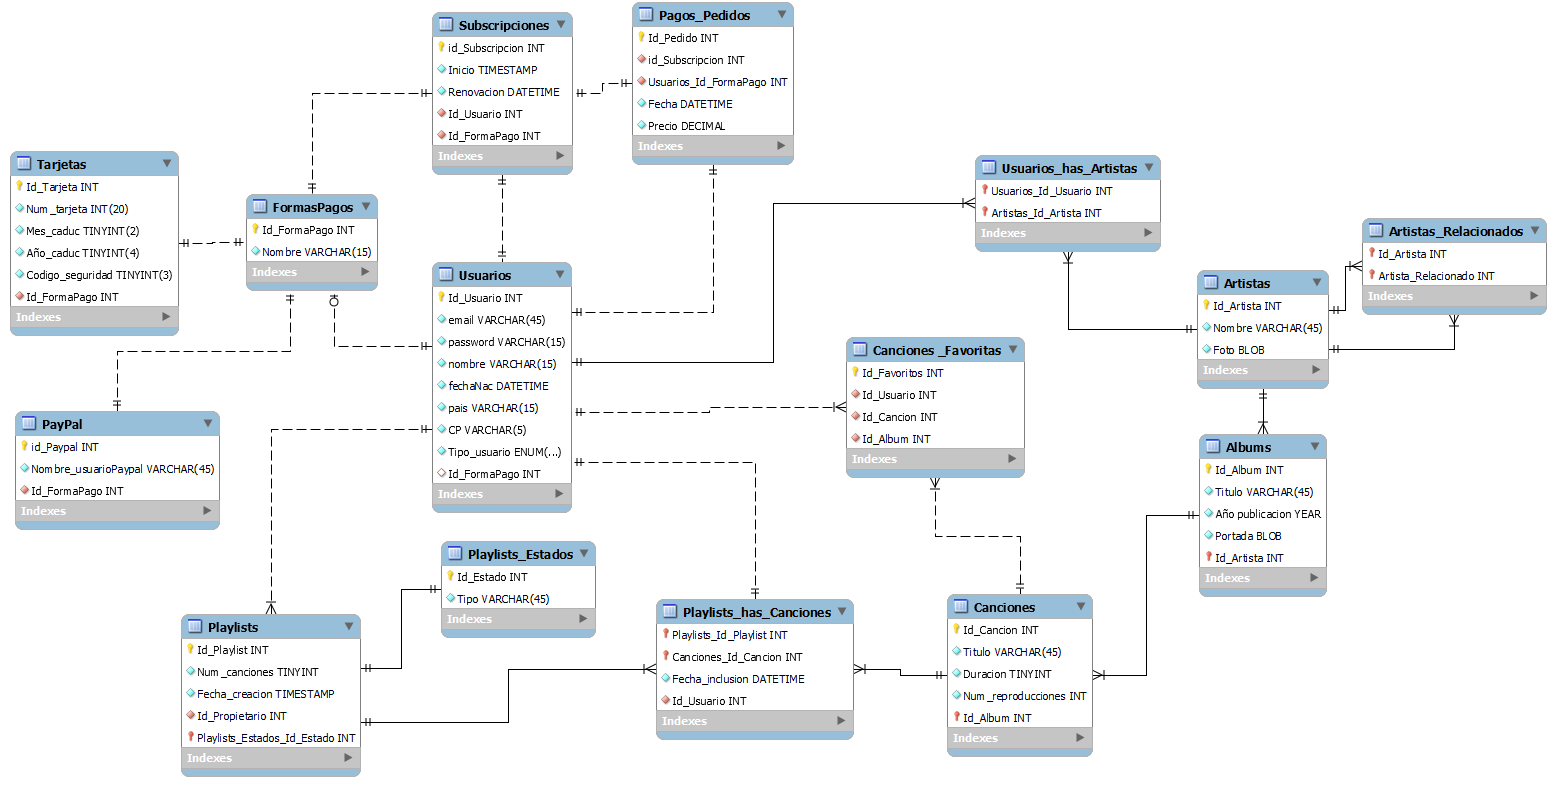 Subscripciones
id_Subscripcion INT
Inicio TIMESTAMP
Renovacion DATETIME
Id_Usuario INT
Id_FormaPago INT
Indexes
Pagos_Pedidos
Id_Pedido INT
id_Subscripcion INT
Usuarios_Id_FormaPago INT
Fecha DATETIME
Precio DECIMAL
Indexes
Tarjetas
Id_Tarjeta INT
Num_tarjeta INT(20)
Mes_caduc TINYINT(2)
Año_caduc TINYINT(4)
Codigo_seguridad TINYINT(3)
Id_FormaPago INT
Indexes
FormasPagos
Id_FormaPago INT
Nombre VARCHAR(15)
Indexes
Usuarios_has_Artistas
Usuarios_Id_Usuario INT
Artistas_Id_Artista INT
Indexes
Artistas_Relacionados
Id_Artista INT
Artista_Relacionado INT
Indexes
Usuarios
Id_Usuario INT
email VARCHAR(45)
password VARCHAR(15)
nombre VARCHAR(15)
fechaNac DATETIME
pais VARCHAR(15)
CP VARCHAR(5)
Tipo_usuario ENUM(...)
Id_FormaPago INT
Indexes
Artistas
Id_Artista INT
Nombre VARCHAR(45)
Foto BLOB
Indexes
Canciones _Favoritas
Id_Favoritos INT
Id_Usuario INT
Id_Cancion INT
Id_Album INT
Indexes
PayPal
id_Paypal INT
Nombre_usuarioPaypal VARCHAR(45)
Id_FormaPago INT
Indexes
Albums
Id_Album INT
Titulo VARCHAR(45)
Año publicacion YEAR
Portada BLOB
Id_Artista INT
Indexes
Playlists_Estados
Id_Estado INT
Tipo VARCHAR(45)
Indexes
Playlists
Id_Playlist INT
Num_canciones TINYINT
Fecha_creacion TIMESTAMP
Id_Propietario INT
Playlists_Estados_Id_Estado INT
Indexes
Playlists_has_Canciones
Playlists_Id_Playlist INT
Canciones_Id_Cancion INT
Fecha_inclusion DATETIME
Id_Usuario INT
Indexes
Canciones
Id_Cancion INT
Titulo VARCHAR(45)
Duracion TINYINT
Num_reproducciones INT
Id_Album INT
Indexes